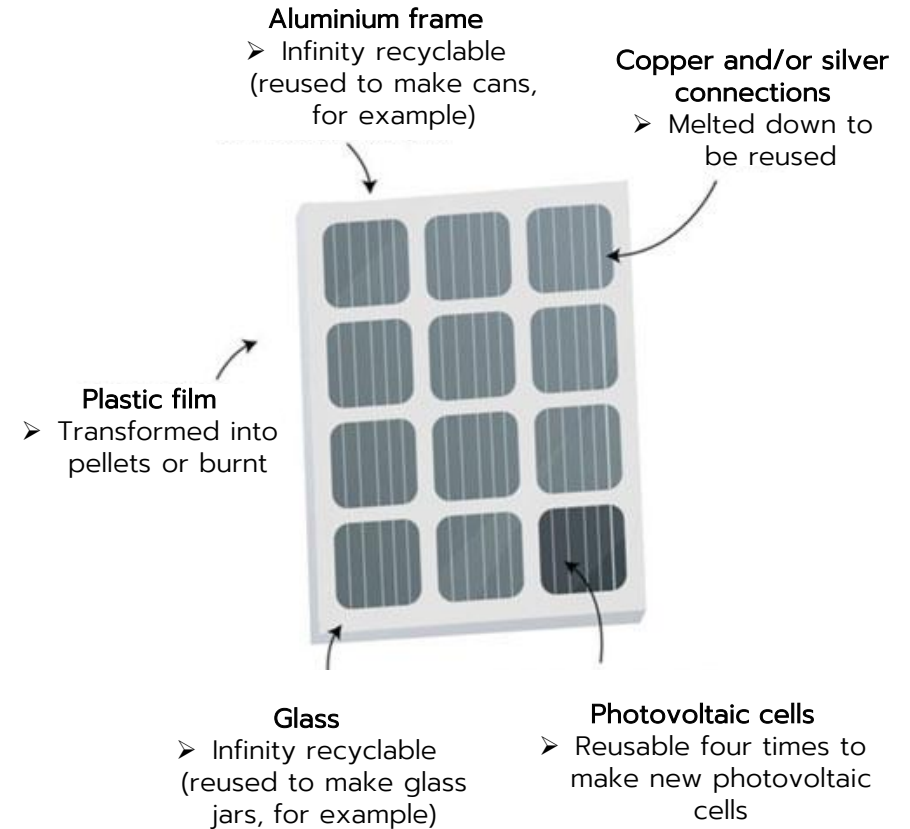 Aluminium frame
➢ Infinity recyclable
(reused to make cans,
for example)
Copper and/or silver
connections
➢ Melted down to
be reused
Plastic film
➢ Transformed into
pellets or burnt
Glass
➢ Infinity recyclable
(reused to make glass
jars, for example)
Photovoltaic cells
➢ Reusable four times to
make new photovoltaic
cells